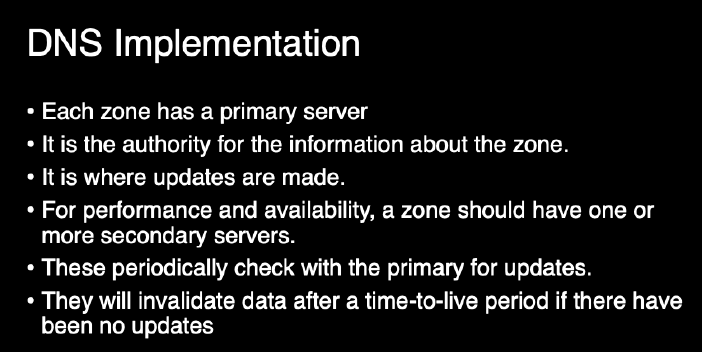 DNS Implementation
• Each zone has a primary server
• It is the authority for the information about the zone.
• It is where updates are made.
• For performance and availability, a zone should have one or
more secondary servers.
• These periodically check with the primary for updates.
• They will invalidate data after a time-to-live period if there have
been no updates